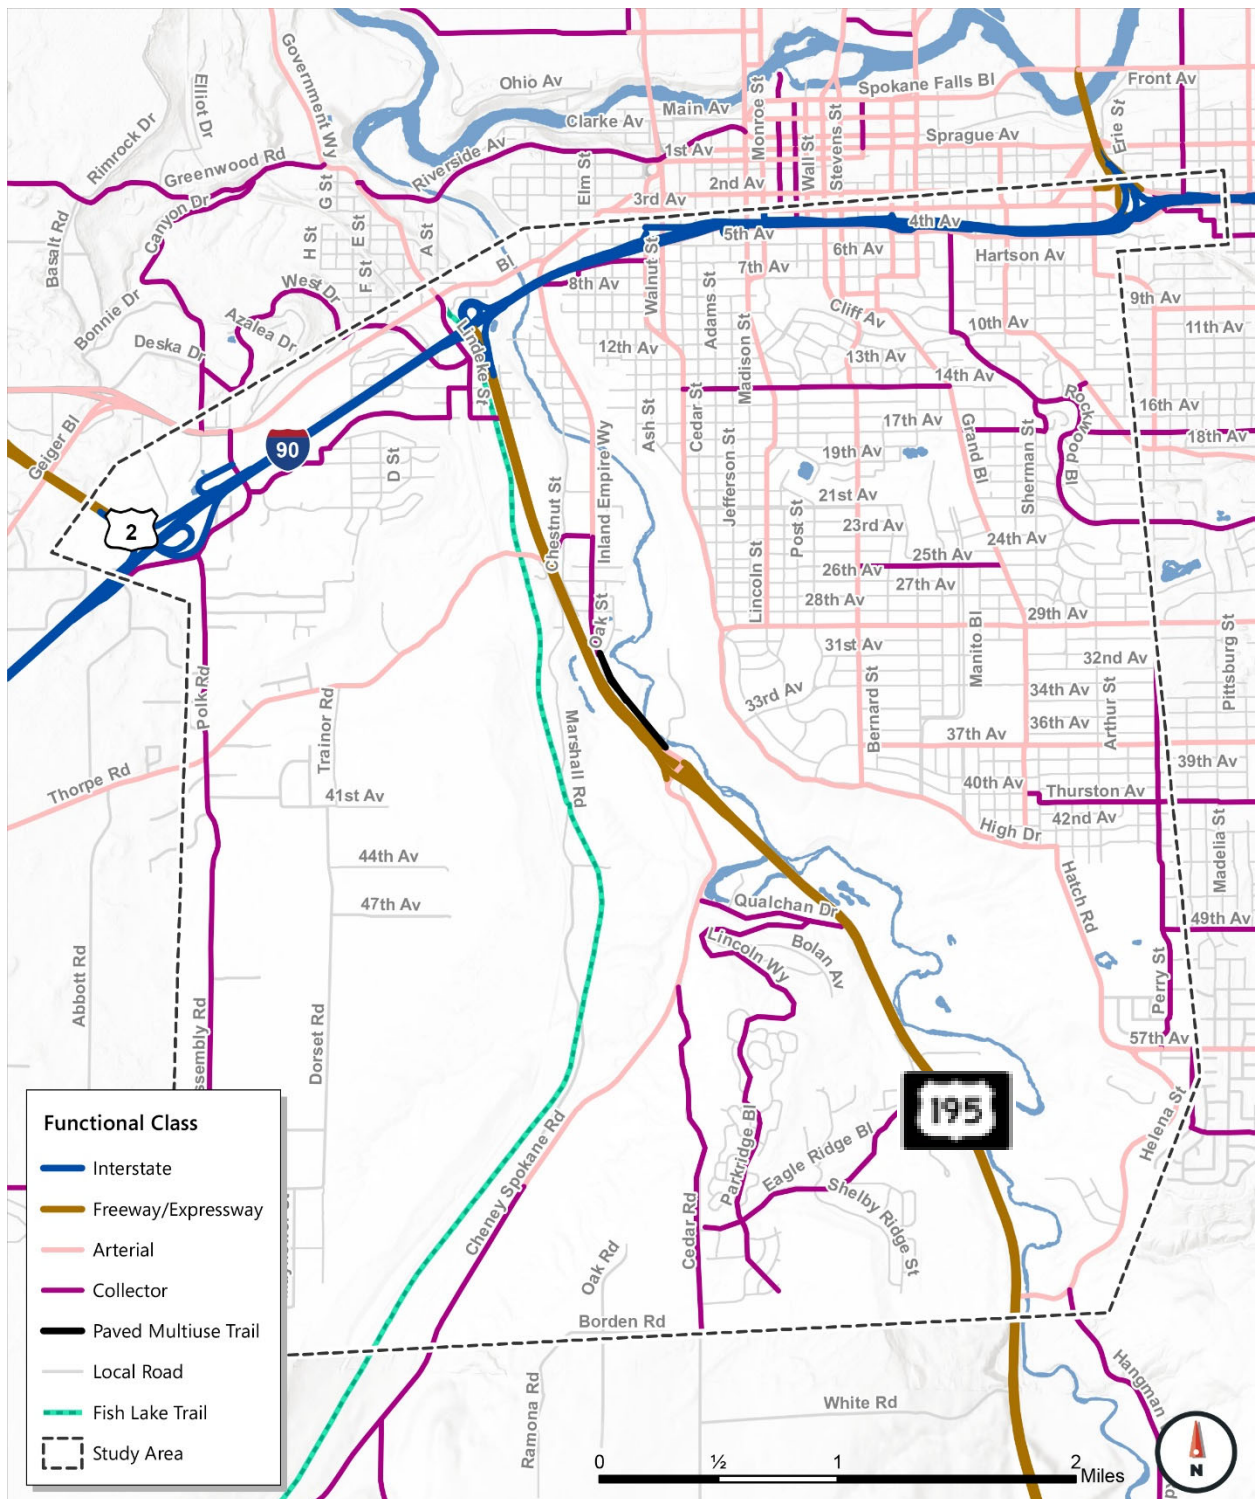 Government Wy
Elliot Dr
Ohio Av
Spokane Falls Bl
Front Av
Rimrock Dr
Main Av
Monroe St
Clarke Av
Erie St
Sprague Av
Greenwood Rd
Riverside Av
1st Av
Wall St
Stevens St
Elm St
2nd Av
G St
3rd Av
Canyon Dr
Basalt Rd
H St
F St
E St
A St
4th Av
5th Av
6th Av
Hartson Av
Bl
Walnut St
7th Av
8th Av
West Dr
Bonnie Dr
Azalea Dr
Adams St
9th Av
Cliff Av
10th Av
11th Av
Deska Dr
Lindeke St
12th Av
Madison St
13th Av
14th Av
Rockwood Bl
16th Av
Geiger Bl
90
Ash St
Cedar St
17th Av
Grand Bl
18th Av
D St
Inland Empire Wy
Jefferson St
19th Av
Sherman St
Chestnut St
21st Av
Post St
23rd Av
2
24th Av
25th Av
26th Av
27th Av
Lincoln St
28th Av
Oak St
29th Av
31st Av
Manito Bl
Pittsburg St
32nd Av
Polk Rd
Trainor Rd
33rd Av
Bernard St
34th Av
Arthur St
36th Av
37th Av
Marshall Rd
39th Av
Thorpe Rd
40th Av
Thurston Av
41st Av
42nd Av
High Dr
Madelia St
44th Av
Hatch Rd
47th Av
Qualchan Dr
49th Av
Abbott Rd
Lincoln Wy
Bolan Av
Perry St
ssembly Rd
Dorset Rd
57th Av
195
Helena St
Cheney Spokane Rd
Parkridge Bl
Eagle Ridge Bl
Shelby Ridge St
Cedar Rd
Oak Rd
Borden Rd
Hangman
Ramona Rd
White Rd
Functional Class
Interstate
Freeway/Expressway
Arterial
Collector
Paved Multiuse Trail
Local Road
Fish Lake Trail
Study Area
0 ½ 1 2
Miles
N